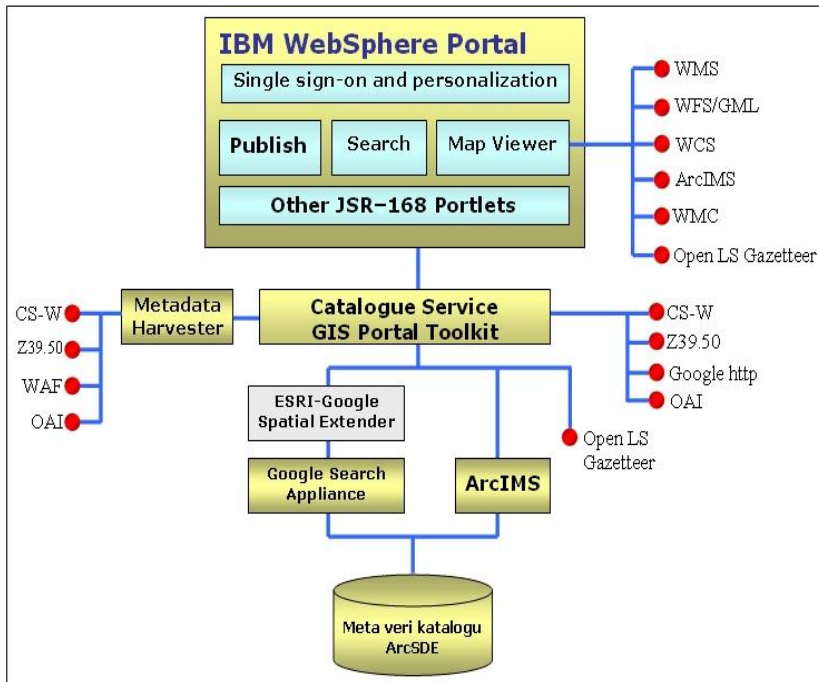 IBM WebSphere Portal
Single sign-on and personalization
Publish
Search
Map Viewer
Other JSR-168 Portlets
WMS
WFS/GML
WCS
ArcIMS
WMC
Open LS Gazetteer
CS-W
Z39.50
WAF
OAI
Metadata
Harvester
Catalogue Service
GIS Portal Toolkit
CS-W
Z39.50
Google http
OAI
ESRI-Google
Spatial Extender
Google Search
Appliance
ArcIMS
Open LS
Gazetteer
Meta veri katalogu
ArcSDE